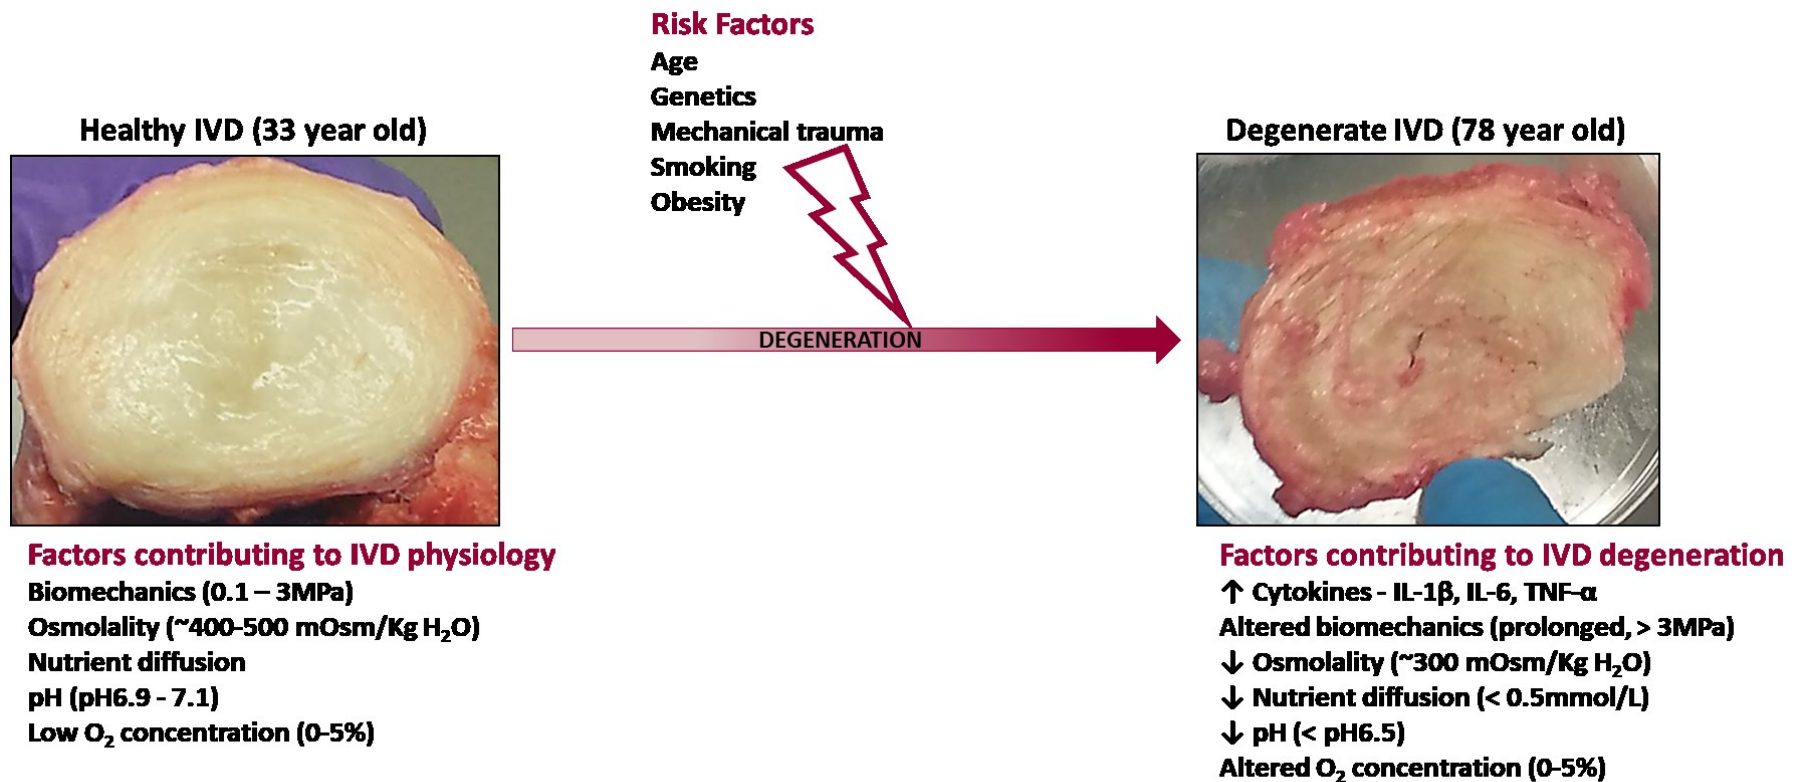 Risk Factors
Age
Genetics
Mechanical trauma
Smoking
Obesity
Healthy IVD (33 year old)
Degenerate IVD (78 year old)
DEGENERATION
Factors contributing to IVD physiology
Biomechanics (0.1 – 3MPa)
Osmolality (~400-500 mOsm/Kg H₂O)
Nutrient diffusion
pH (pH6.9 - 7.1)
Low O₂ concentration (0-5%)
Factors contributing to IVD degeneration
↑ Cytokines - IL-1β, IL-6, TNF-α
Altered biomechanics (prolonged, > 3MPa)
↓ Osmolality (~300 mOsm/Kg H₂O)
↓ Nutrient diffusion (< 0.5mmol/L)
↓ pH (< pH6.5)
Altered O₂ concentration (0-5%)